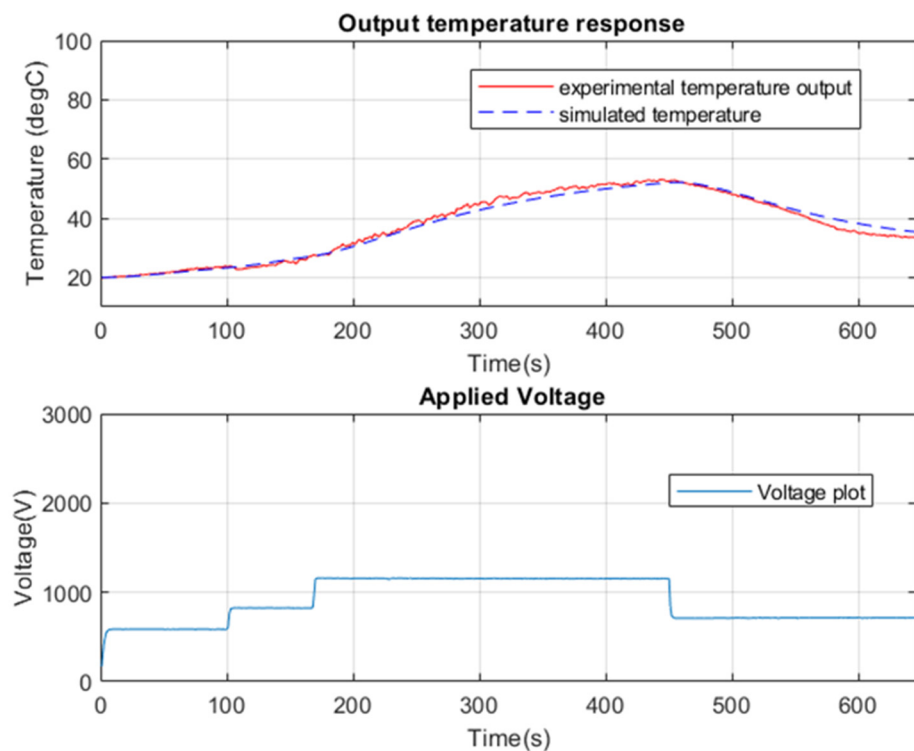 Output temperature response
100
80
60
40
20
Temperature (degC)
experimental temperature output
simulated temperature
0 100 200 300 400 500 600
Time(s)
Applied Voltage
3000
2000
1000
0
Voltage(V)
Voltage plot
0 100 200 300 400 500 600
Time(s)